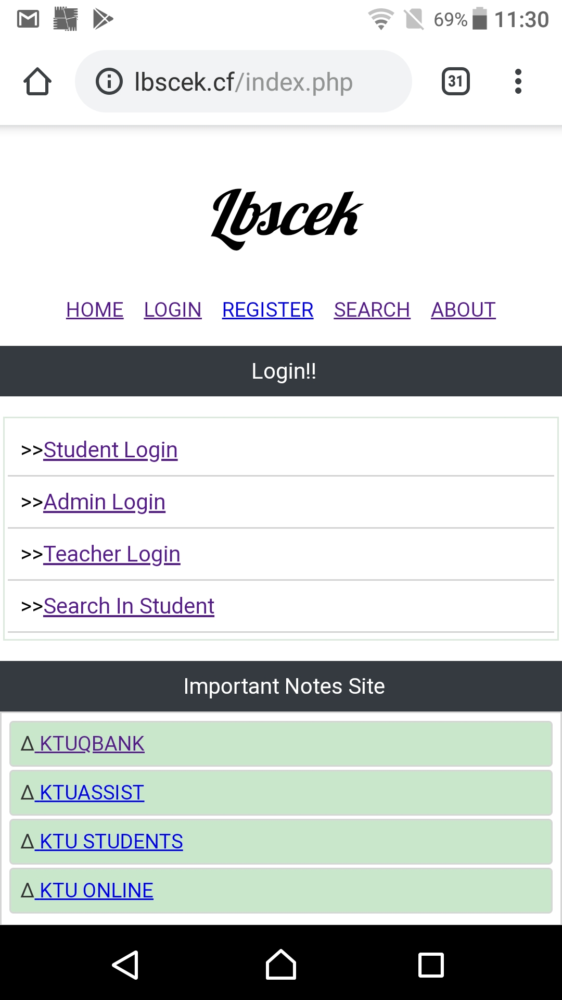 69% 11:30
lbscek.cf/index.php 31
Lbscek
HOME LOGIN REGISTER SEARCH ABOUT
Login!!
>>Student Login
>>Admin Login
>>Teacher Login
>>Search In Student
Important Notes Site
Δ KTUQBANK
Δ KTUASSIST
Δ KTU STUDENTS
Δ KTU ONLINE